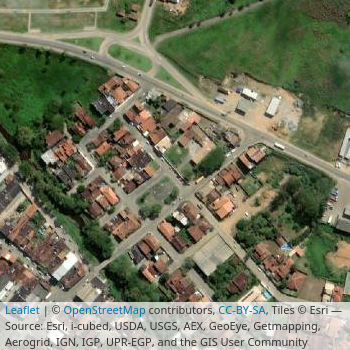 Leaflet | © OpenStreetMap contributors, CC-BY-SA, Tiles © Esri —
Source: Esri, i-cubed, USDA, USGS, AEX, GeoEye, Getmapping,
Aerogrid, IGN, IGP, UPR-EGP, and the GIS User Community